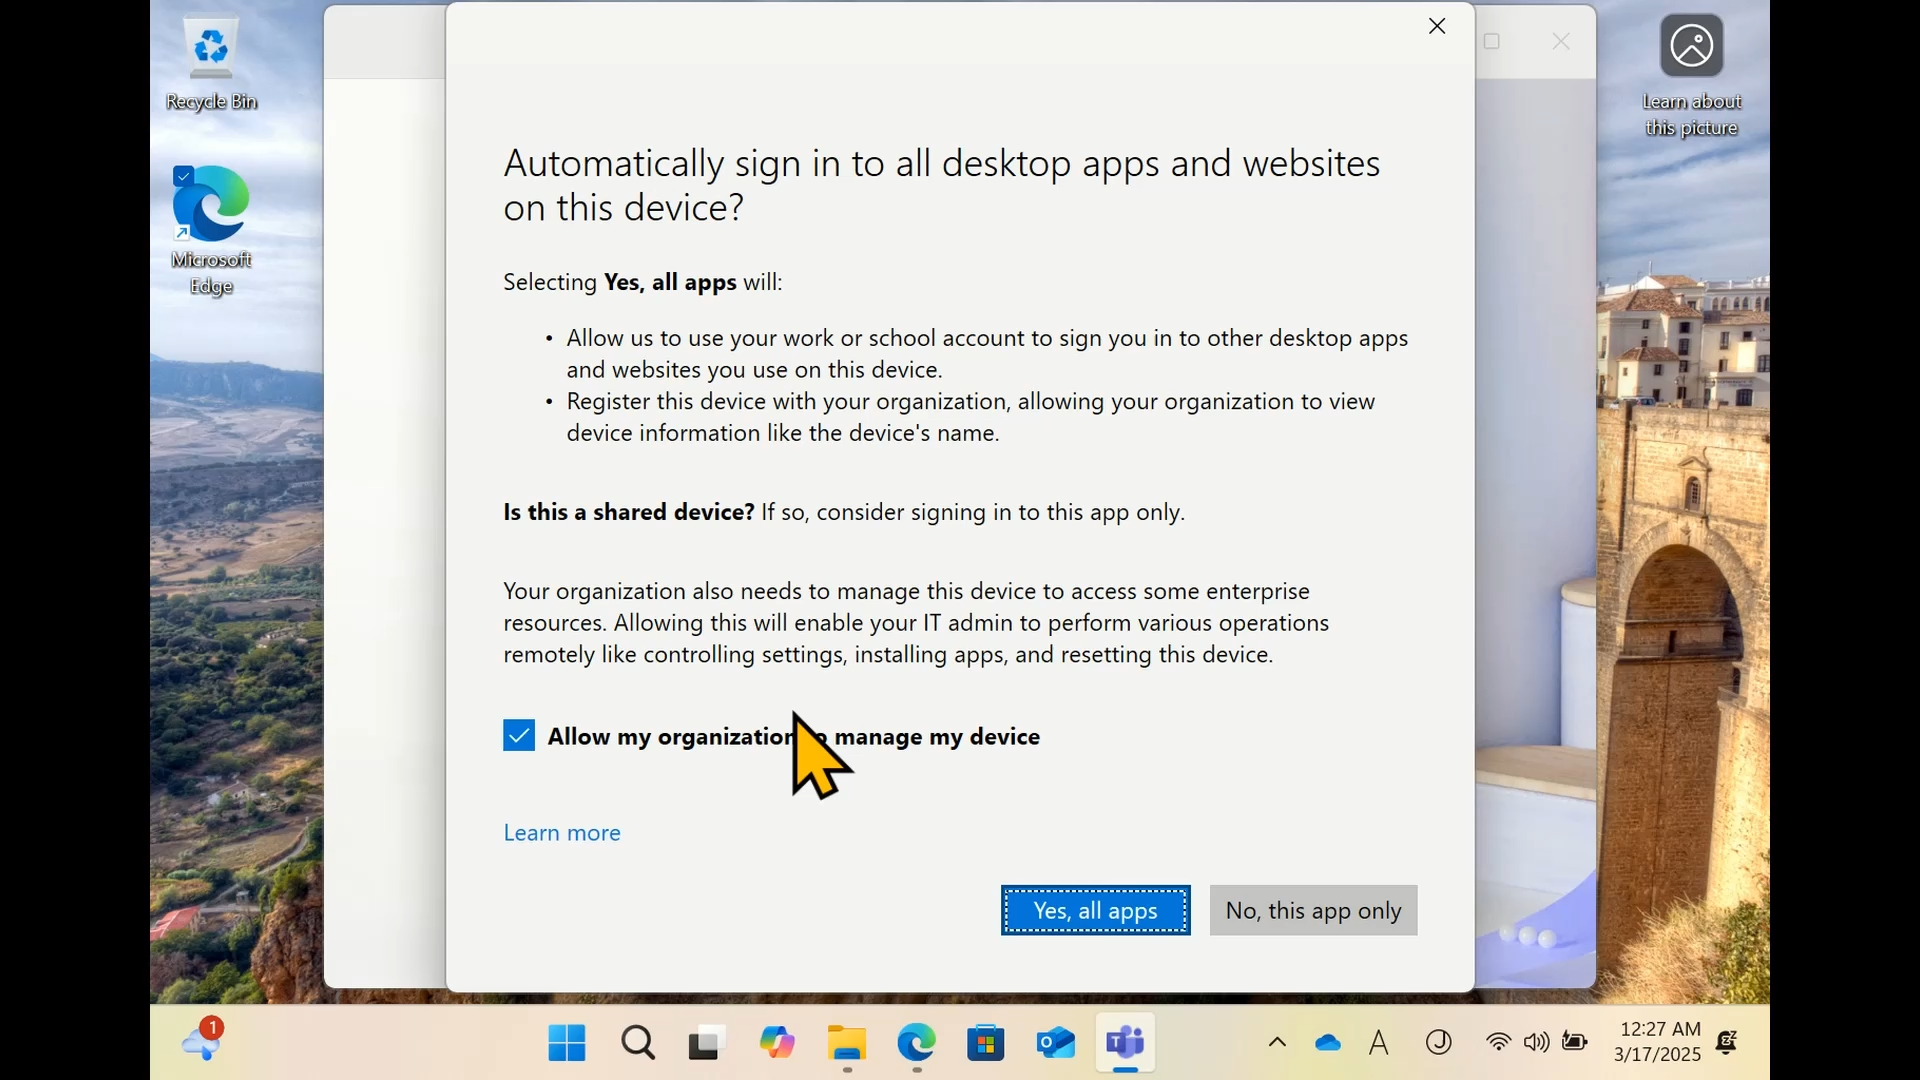 Recycle Bin
Microsoft
Edge
Learn about
this picture
Automatically sign in to all desktop apps and websites
on this device?
Selecting Yes, all apps will:
• Allow us to use your work or school account to sign you in to other desktop apps
and websites you use on this device.
• Register this device with your organization, allowing your organization to view
device information like the device's name.
Is this a shared device? If so, consider signing in to this app only.
Your organization also needs to manage this device to access some enterprise
resources. Allowing this will enable your IT admin to perform various operations
remotely like controlling settings, installing apps, and resetting this device.
Allow my organization to manage my device
Learn more
Yes, all apps
No, this app only
1
A
J
12:27 AM
3/17/2025